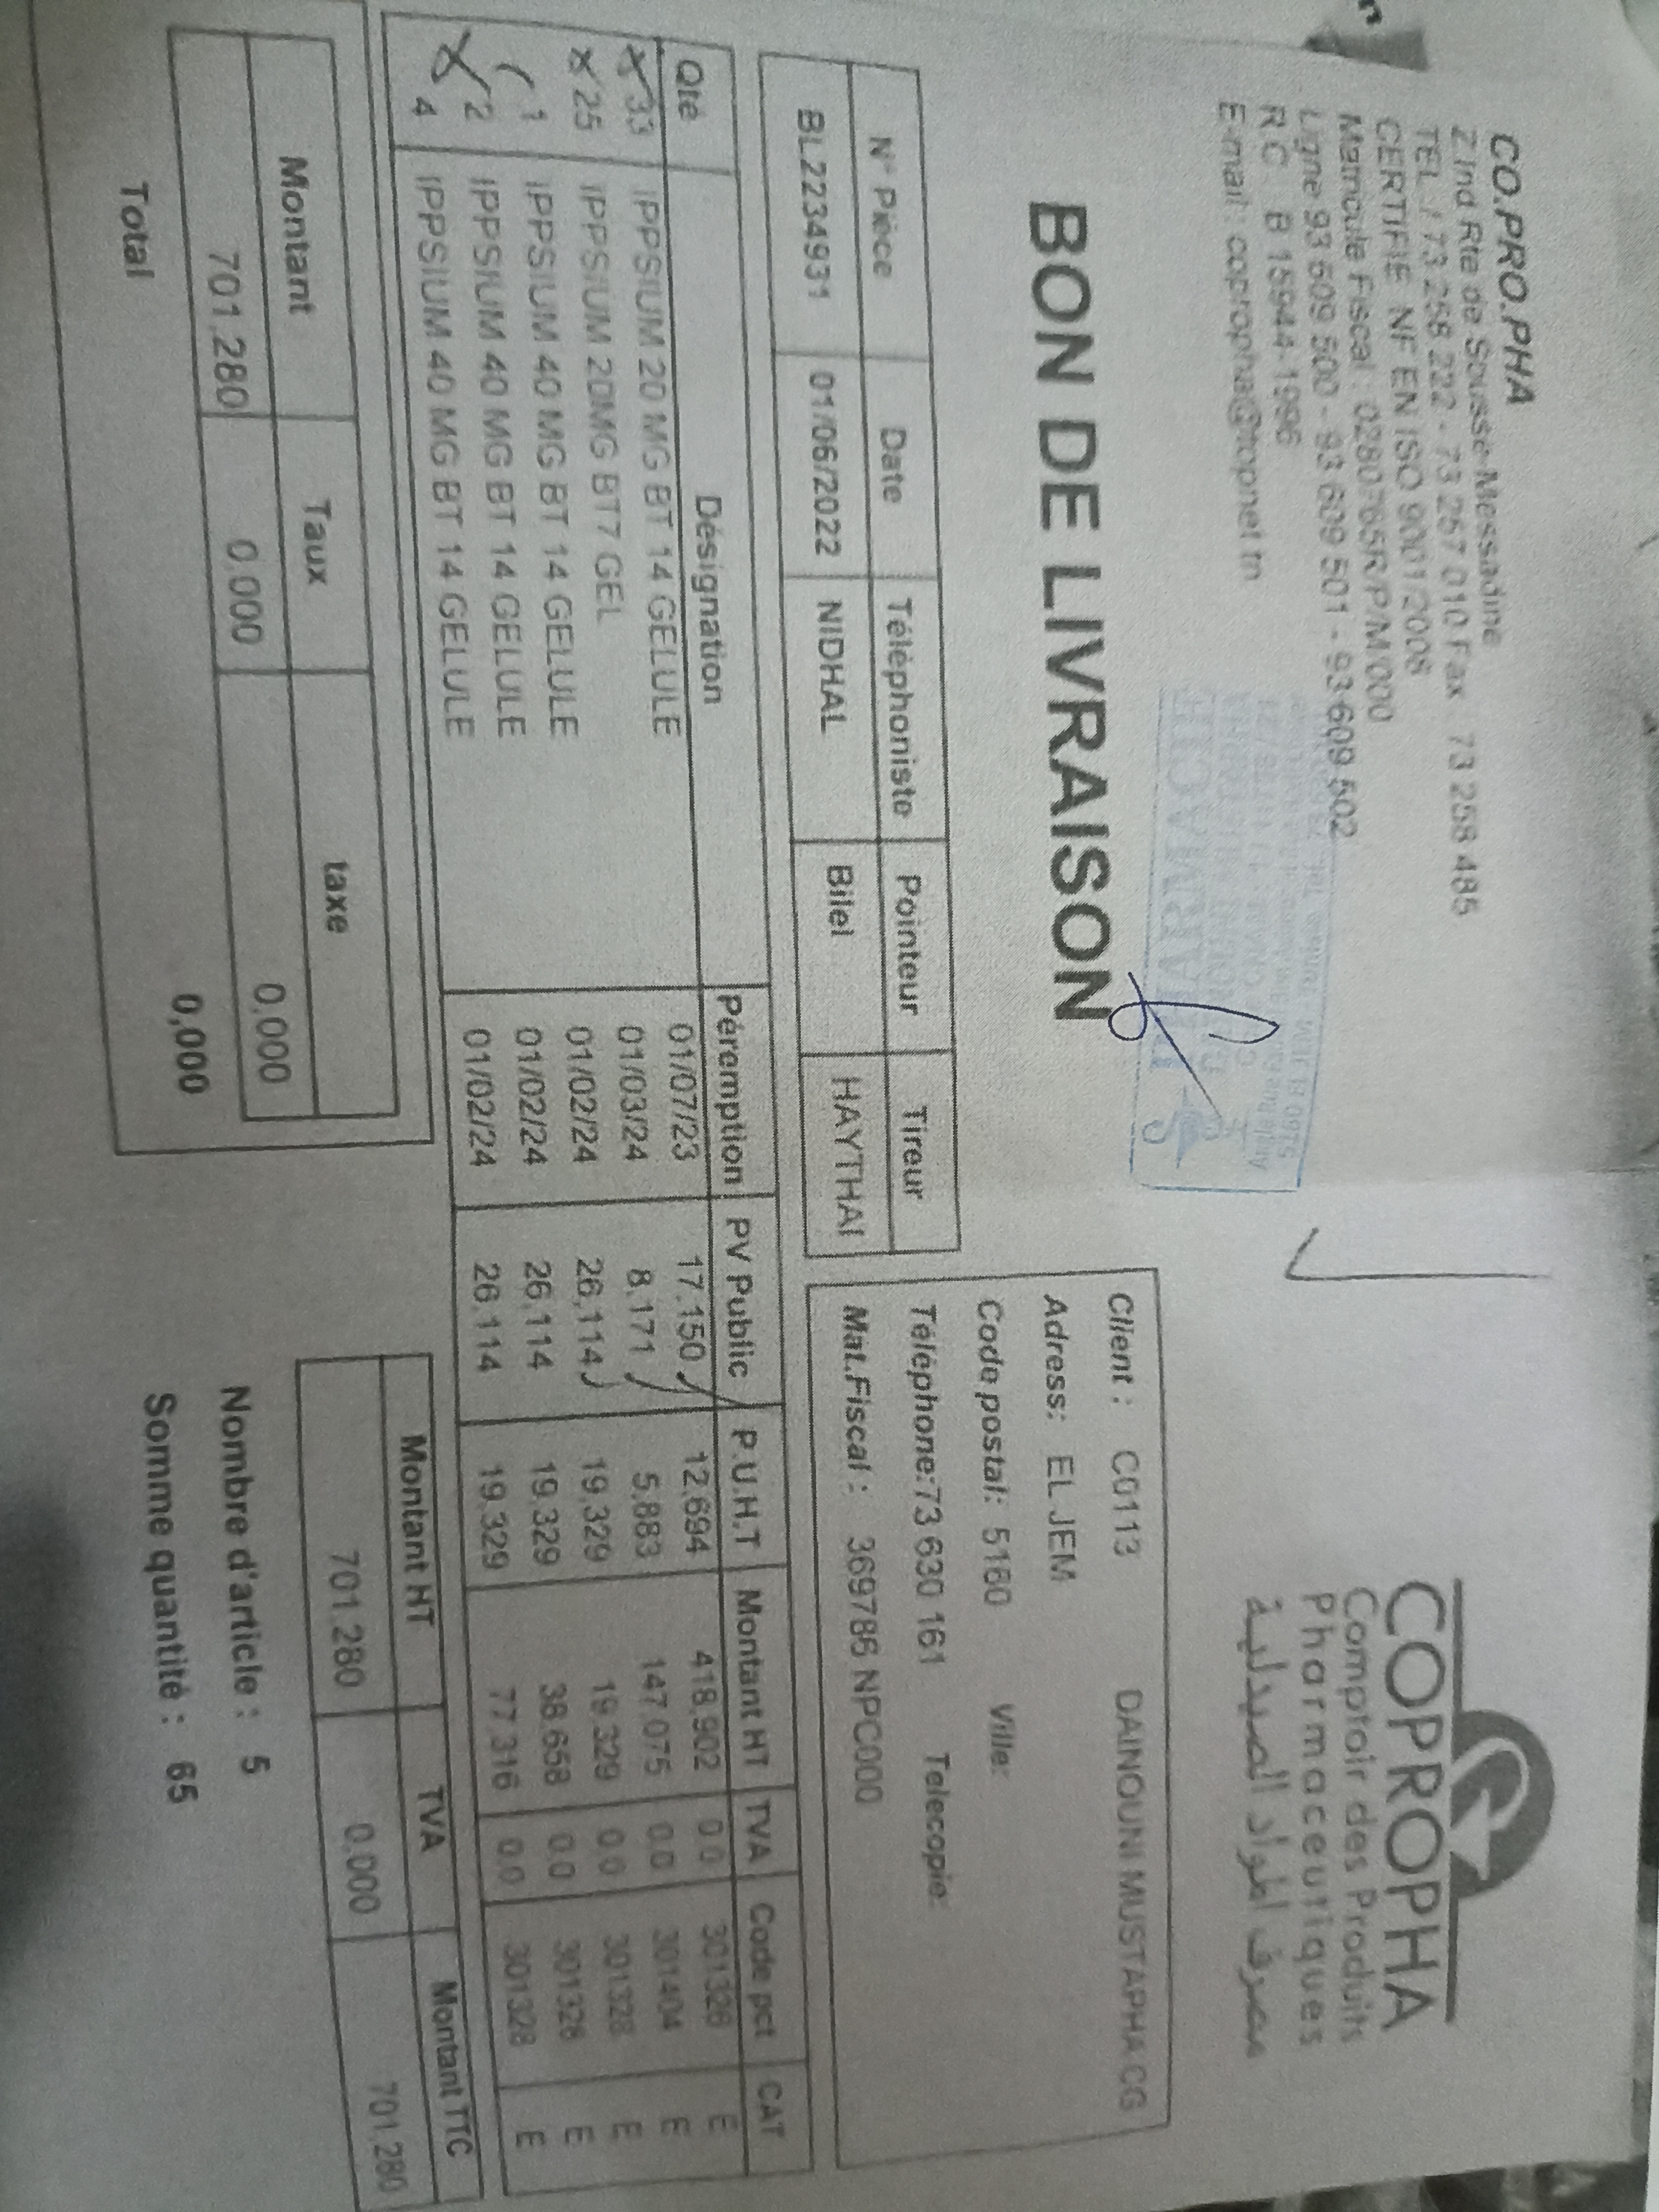 CO.PRO.PHA
Z.Ind Rte de Sousse-Messadine
TEL : 73 258 222 - 73 257 010 Fax 73 258 485
CERTIFIE NF EN ISO 9001/2008
Matricule Fiscal : 0280765R/P/M/000
Ligne 93 609 500 - 93 609 501 - 93 609 502
R.C B 15944-1996
E-mail : copropha@topnet.tn
COPROPHA
Comptoir des Produits
Pharmaceutiques
مصرف المواد الصيدلية
BON DE LIVRAISON
Client : C0113 DAINOUNI MUSTAPHA CG
Adress: EL JEM
Code postal: 5160 Ville:
Téléphone:73 630 161 Telecopie:
Mat.Fiscal : 369786 NPC000
N° Pièce Date Téléphoniste Pointeur Tireur
BL2234931 01/06/2022 NIDHAL Bilel HAYTHAI
Qté Désignation Péremption PV Public P.U.H.T Montant HT TVA Code pct CAT
33 IPPSIUM 20 MG BT 14 GELULE 01/07/23 17,150 12,694 418,902 0.0 301326 E
25 IPPSIUM 20MG BT7 GEL 01/03/24 8,171 5,883 147,075 0.0 301404 E
1 IPPSIUM 40 MG BT 14 GELULE 01/02/24 26,114 19,329 19,329 0.0 301328 E
2 IPPSIUM 40 MG BT 14 GELULE 01/02/24 26,114 19,329 38,658 0.0 301328 E
4 IPPSIUM 40 MG BT 14 GELULE 01/02/24 26,114 19,329 77,316 0.0 301328 E
Montant Taux taxe
701,280 0,000 0,000
Total 0,000
Montant HT TVA Montant TTC
701,280 0,000 701,280
Nombre d'article : 5
Somme quantité : 65